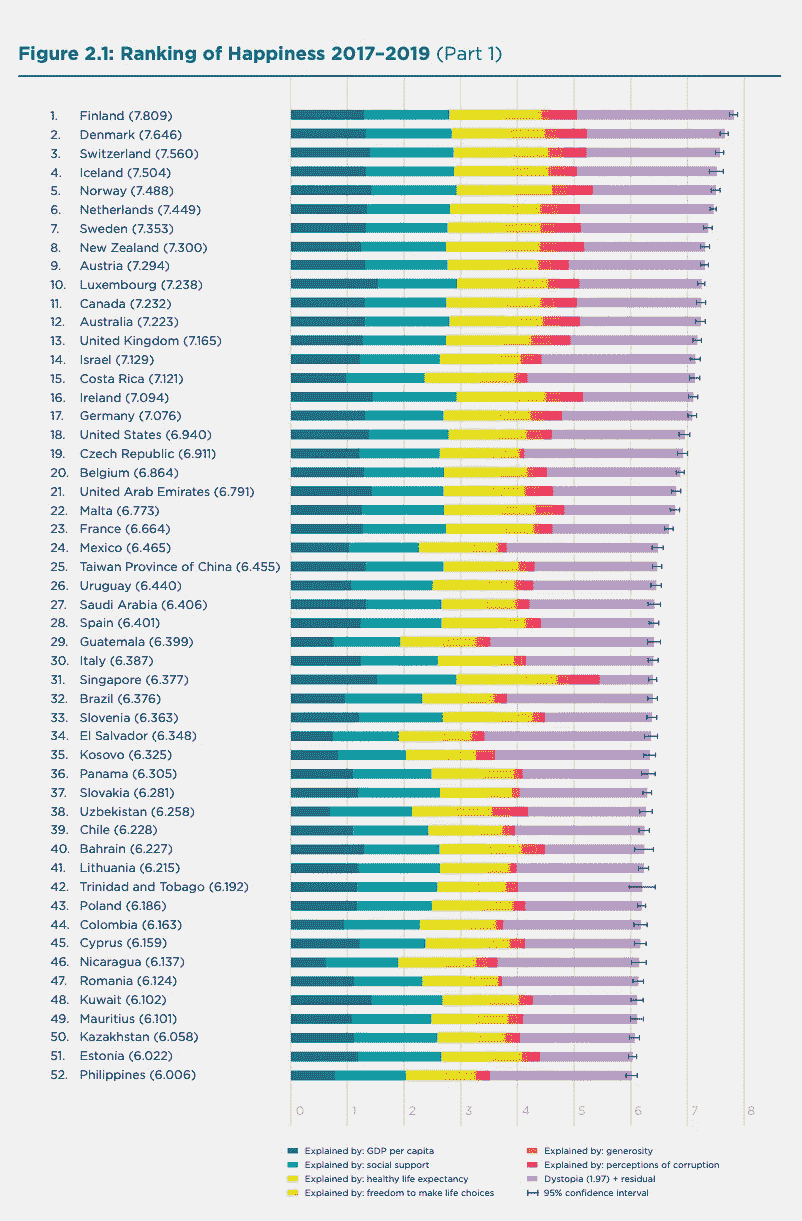 Figure 2.1: Ranking of Happiness 2017–2019 (Part 1)
1. Finland (7.809)
2. Denmark (7.646)
3. Switzerland (7.560)
4. Iceland (7.504)
5. Norway (7.488)
6. Netherlands (7.449)
7. Sweden (7.353)
8. New Zealand (7.300)
9. Austria (7.294)
10. Luxembourg (7.238)
11. Canada (7.232)
12. Australia (7.223)
13. United Kingdom (7.165)
14. Israel (7.129)
15. Costa Rica (7.121)
16. Ireland (7.094)
17. Germany (7.076)
18. United States (6.940)
19. Czech Republic (6.911)
20. Belgium (6.864)
21. United Arab Emirates (6.791)
22. Malta (6.773)
23. France (6.664)
24. Mexico (6.465)
25. Taiwan Province of China (6.455)
26. Uruguay (6.440)
27. Saudi Arabia (6.406)
28. Spain (6.401)
29. Guatemala (6.399)
30. Italy (6.387)
31. Singapore (6.377)
32. Brazil (6.376)
33. Slovenia (6.363)
34. El Salvador (6.348)
35. Kosovo (6.325)
36. Panama (6.305)
37. Slovakia (6.281)
38. Uzbekistan (6.258)
39. Chile (6.228)
40. Bahrain (6.227)
41. Lithuania (6.215)
42. Trinidad and Tobago (6.192)
43. Poland (6.186)
44. Colombia (6.163)
45. Cyprus (6.159)
46. Nicaragua (6.137)
47. Romania (6.124)
48. Kuwait (6.102)
49. Mauritius (6.101)
50. Kazakhstan (6.058)
51. Estonia (6.022)
52. Philippines (6.006)
0 1 2 3 4 5 6 7 8
Explained by: GDP per capita
Explained by: social support
Explained by: healthy life expectancy
Explained by: freedom to make life choices
Explained by: generosity
Explained by: perceptions of corruption
Dystopia (1.97) + residual
95% confidence interval